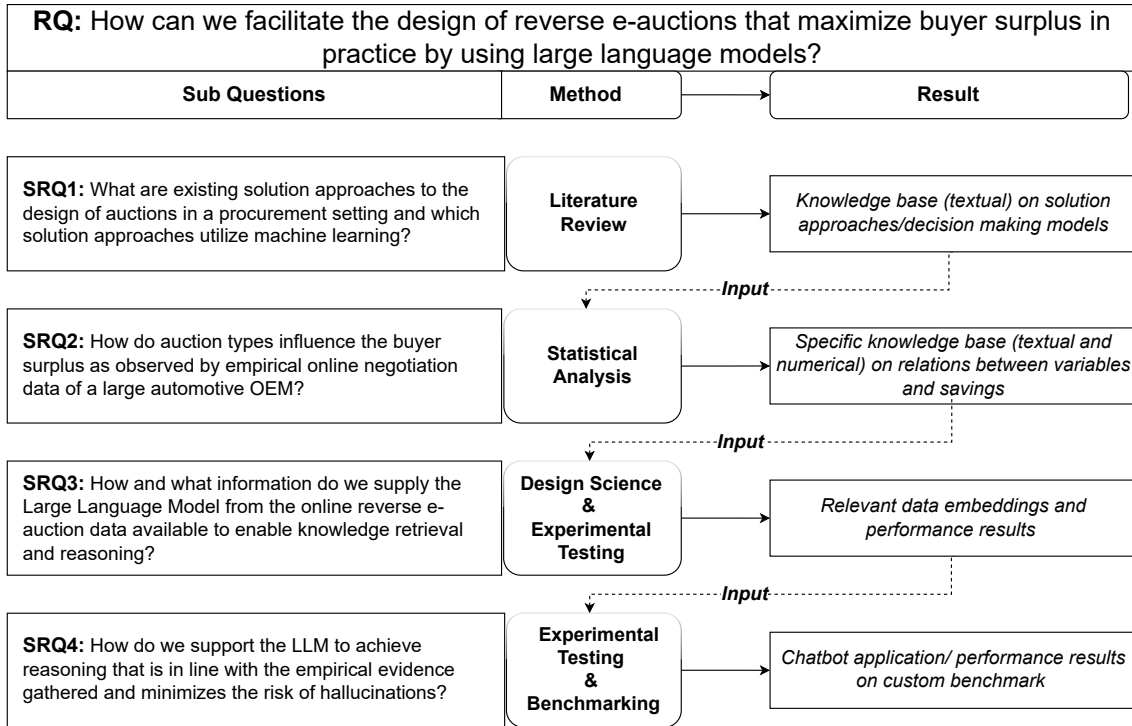 RQ: How can we facilitate the design of reverse e-auctions that maximize buyer surplus in
practice by using large language models?
Sub Questions
Method
Result
SRQ1: What are existing solution approaches to the
design of auctions in a procurement setting and which
solution approaches utilize machine learning?
Literature
Review
Knowledge base (textual) on solution
approaches/decision making models
Input
SRQ2: How do auction types influence the buyer
surplus as observed by empirical online negotiation
data of a large automotive OEM?
Statistical
Analysis
Specific knowledge base (textual and
numerical) on relations between variables
and savings
Input
SRQ3: How and what information do we supply the
Large Language Model from the online reverse e-
auction data available to enable knowledge retrieval
and reasoning?
Design Science
&
Experimental
Testing
Relevant data embeddings and
performance results
Input
SRQ4: How do we support the LLM to achieve
reasoning that is in line with the empirical evidence
gathered and minimizes the risk of hallucinations?
Experimental
Testing
&
Benchmarking
Chatbot application/ performance results
on custom benchmark